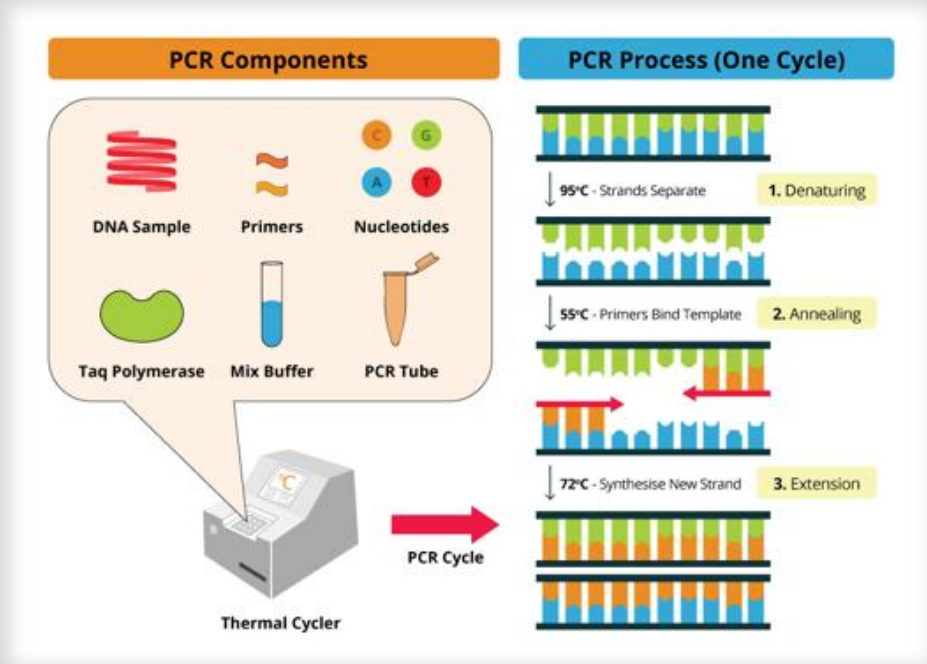 PCR Components
C
G
A
T
DNA Sample
Primers
Nucleotides
Taq Polymerase
Mix Buffer
PCR Tube
°C
PCR Cycle
Thermal Cycler
PCR Process (One Cycle)
95ºC - Strands Separate
1. Denaturing
55ºC - Primers Bind Template
2. Annealing
72ºC - Synthesise New Strand
3. Extension